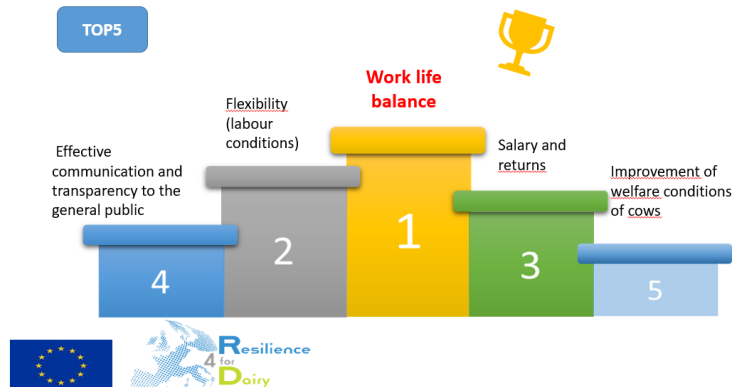 TOP5
Work life
balance
Flexibility
(labour
conditions)
Salary and
returns
Effective
communication and
transparency to the
general public
Improvement of
welfare conditions
of cows
1
2
3
4
5
Resilience
4 for
Dairy